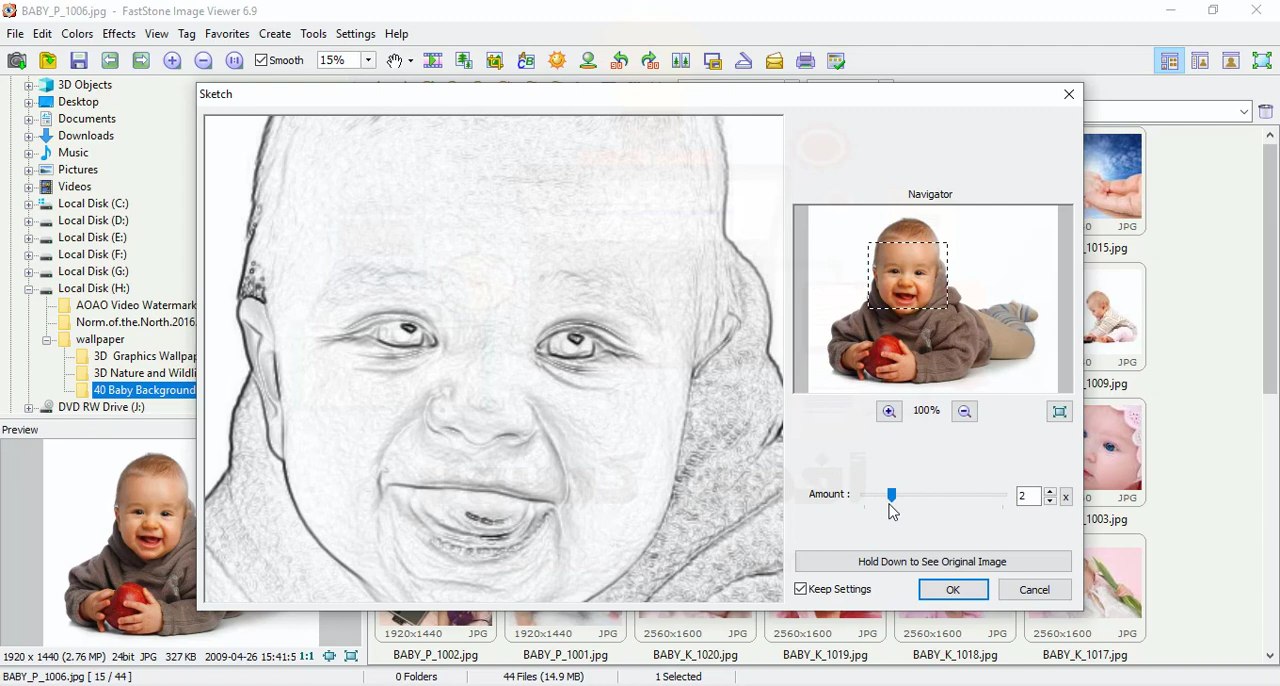 BABY_P_1006.jpg - FastStone Image Viewer 6.9
File Edit Colors Effects View Tag Favorites Create Tools Settings Help
Smooth 15%
3D Objects
Desktop
Documents
Downloads
Music
Pictures
Videos
Local Disk (C:)
Local Disk (D:)
Local Disk (E:)
Local Disk (F:)
Local Disk (G:)
Local Disk (H:)
AOAO Video Watermark
Norm.of.the.North.2016
wallpaper
3D Graphics Wallpap
3D Nature and Wildli
40 Baby Background
DVD RW Drive (J:)
Preview
1920 x 1440 (2.76 MP) 24bit JPG 327 KB 2009-04-26 15:41:5 1:1
BABY_P_1006.jpg [ 15 / 44 ]
Sketch
Navigator
100%
Amount : 2 x
Hold Down to See Original Image
Keep Settings OK Cancel
0 JPG
_1015.jpg
0 JPG
_1009.jpg
JPG
_1003.jpg
1920x1440 JPG 1920x1440 JPG 2560x1600 JPG 2560x1600 JPG 2560x1600 JPG 2560x1600 JPG
BABY_P_1002.jpg BABY_P_1001.jpg BABY_K_1020.jpg BABY_K_1019.jpg BABY_K_1018.jpg BABY_K_1017.jpg
0 Folders 44 Files (14.9 MB) 1 Selected